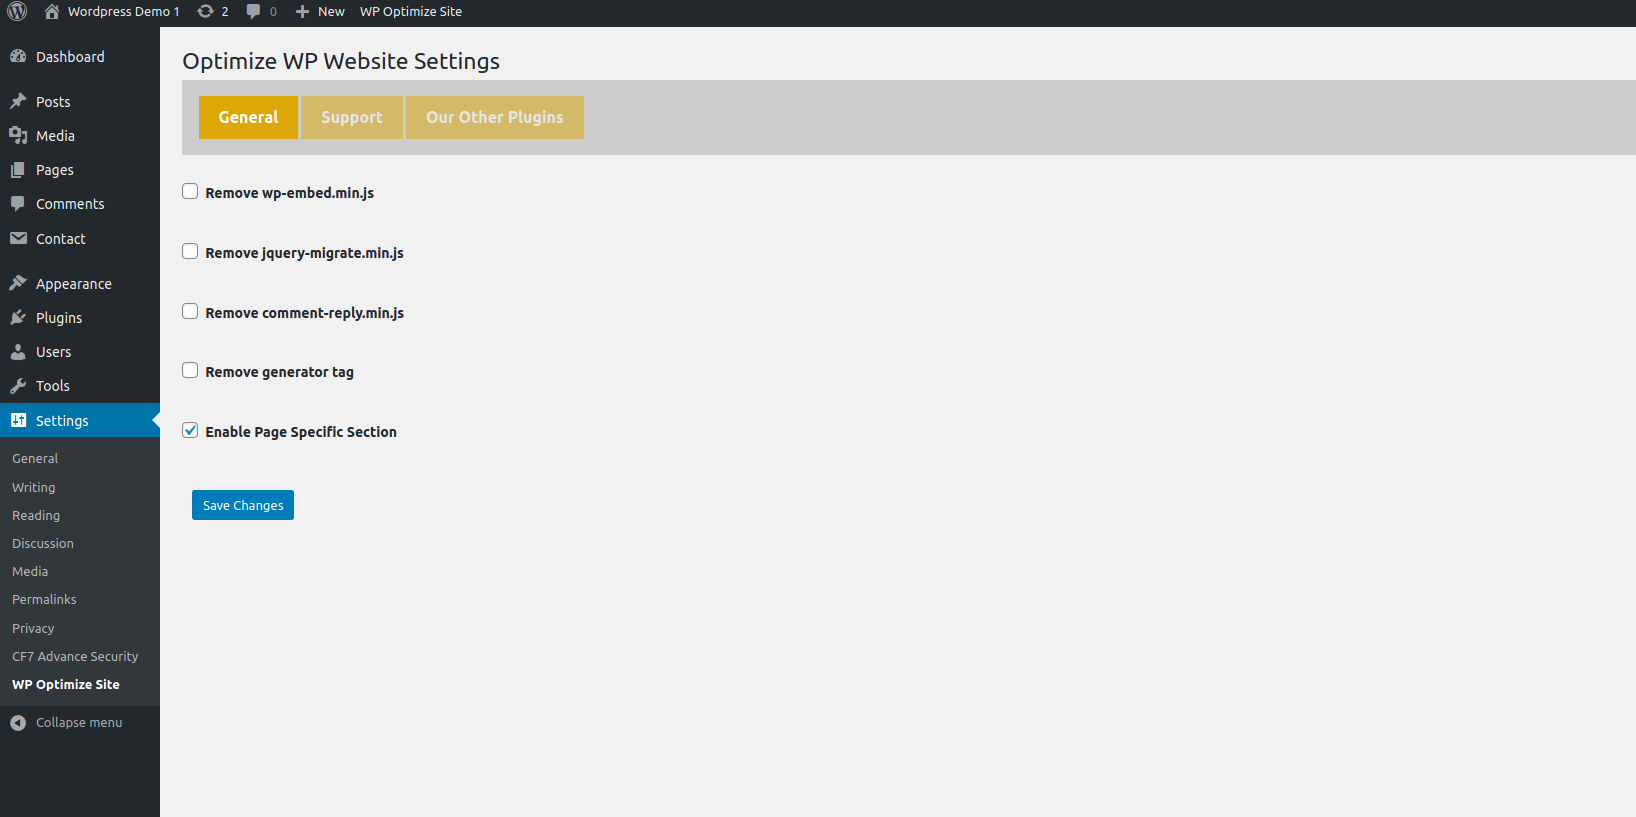 Wordpress Demo 1 2 0 New WP Optimize Site
Dashboard
Posts
Media
Pages
Comments
Contact
Appearance
Plugins
Users
Tools
Settings
General
Writing
Reading
Discussion
Media
Permalinks
Privacy
CF7 Advance Security
WP Optimize Site
Collapse menu
Optimize WP Website Settings
General Support Our Other Plugins
Remove wp-embed.min.js
Remove jquery-migrate.min.js
Remove comment-reply.min.js
Remove generator tag
Enable Page Specific Section
Save Changes